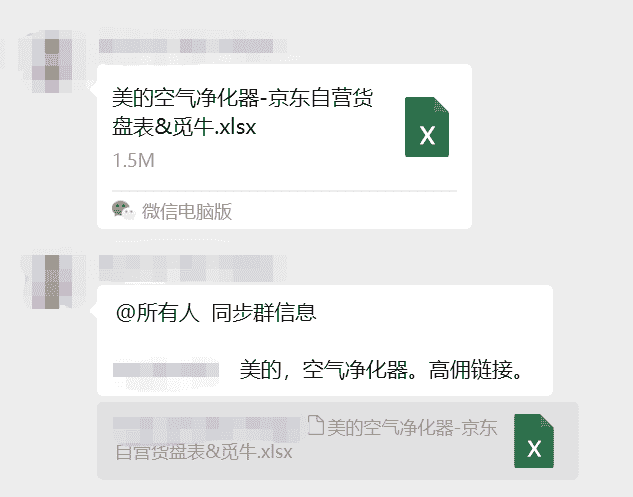 美的空气净化器-京东自营货
盘表&觅牛.xlsx
1.5M
X
微信电脑版
@所有人 同步群信息
美的，空气净化器。高佣链接。
美的空气净化器-京东
自营货盘表&觅牛.xlsx
X